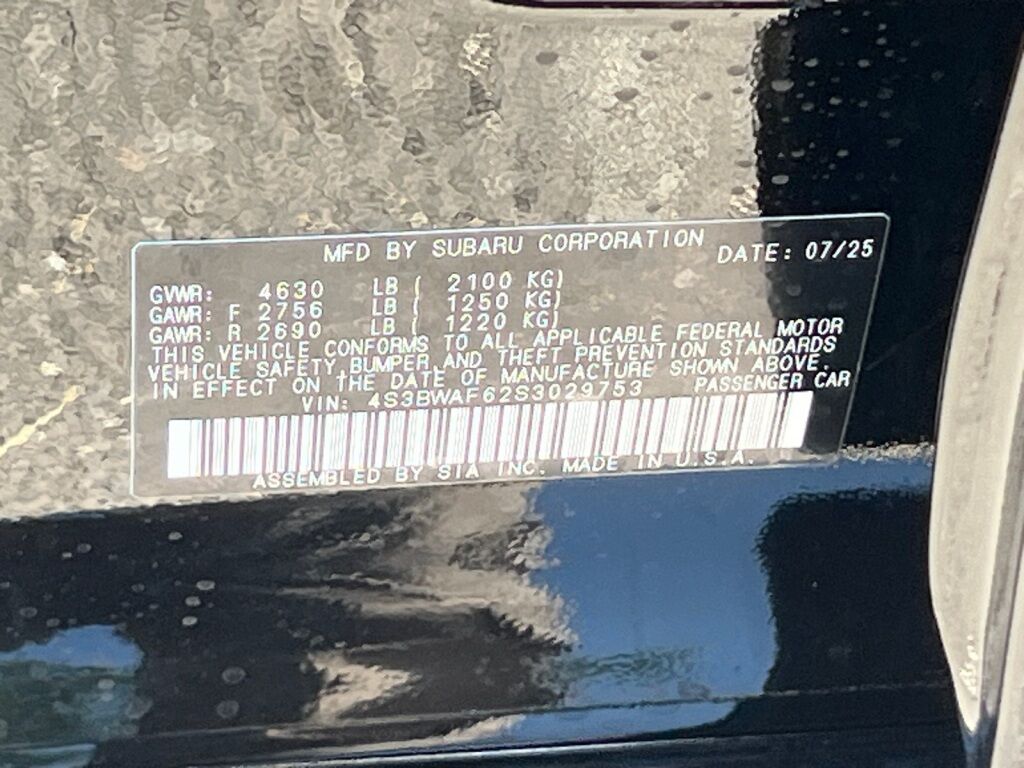 MFD BY SUBARU CORPORATION DATE: 07/25
GVWR: 4630 LB ( 2100 KG)
GAWR: F 2756 LB ( 1250 KG)
GAWR: R 2690 LB ( 1220 KG)
THIS VEHICLE CONFORMS TO ALL APPLICABLE FEDERAL MOTOR
VEHICLE SAFETY,BUMPER,AND THEFT PREVENTION STANDARDS
IN EFFECT ON THE DATE OF MANUFACTURE SHOWN ABOVE.
VIN: 4S3BWAF62S3029753 PASSENGER CAR
ASSEMBLED BY SIA INC. MADE IN U.S.A.